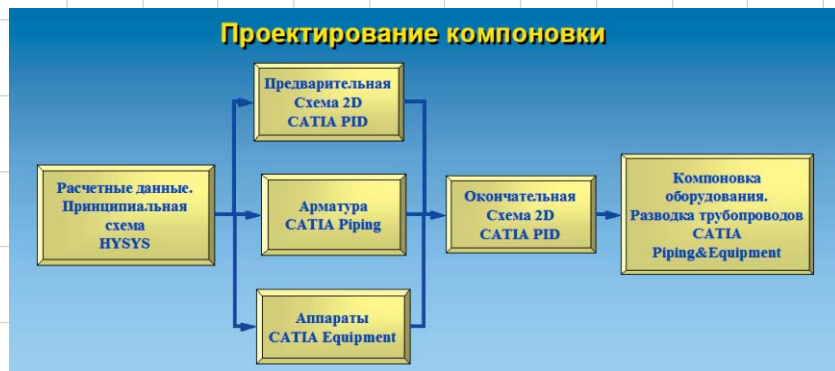 Проектирование компоновки
Предварительная
Схема 2D
CATIA PID
Расчетные данные.
Принципиальная
схема
HYSYS
Арматура
CATIA Piping
Аппараты
CATIA Equipment
Окончательная
Схема 2D
CATIA PID
Компоновка
оборудования.
Разводка трубопроводов
CATIA
Piping&Equipment